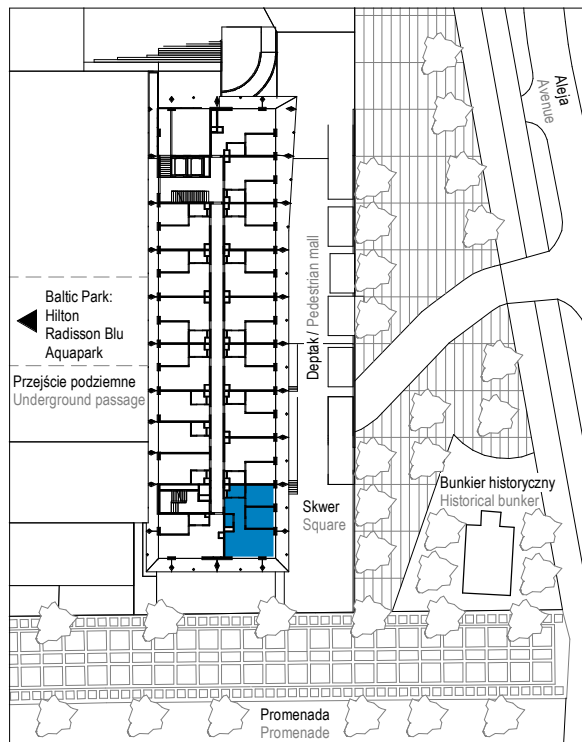 Aleja
Avenue
Baltic Park:
Hilton
Radisson Blu
Aquapark
Przejście podziemne
Underground passage
Deptak / Pedestrian mall
Skwer
Square
Bunkier historyczny
Historical bunker
Promenada
Promenade